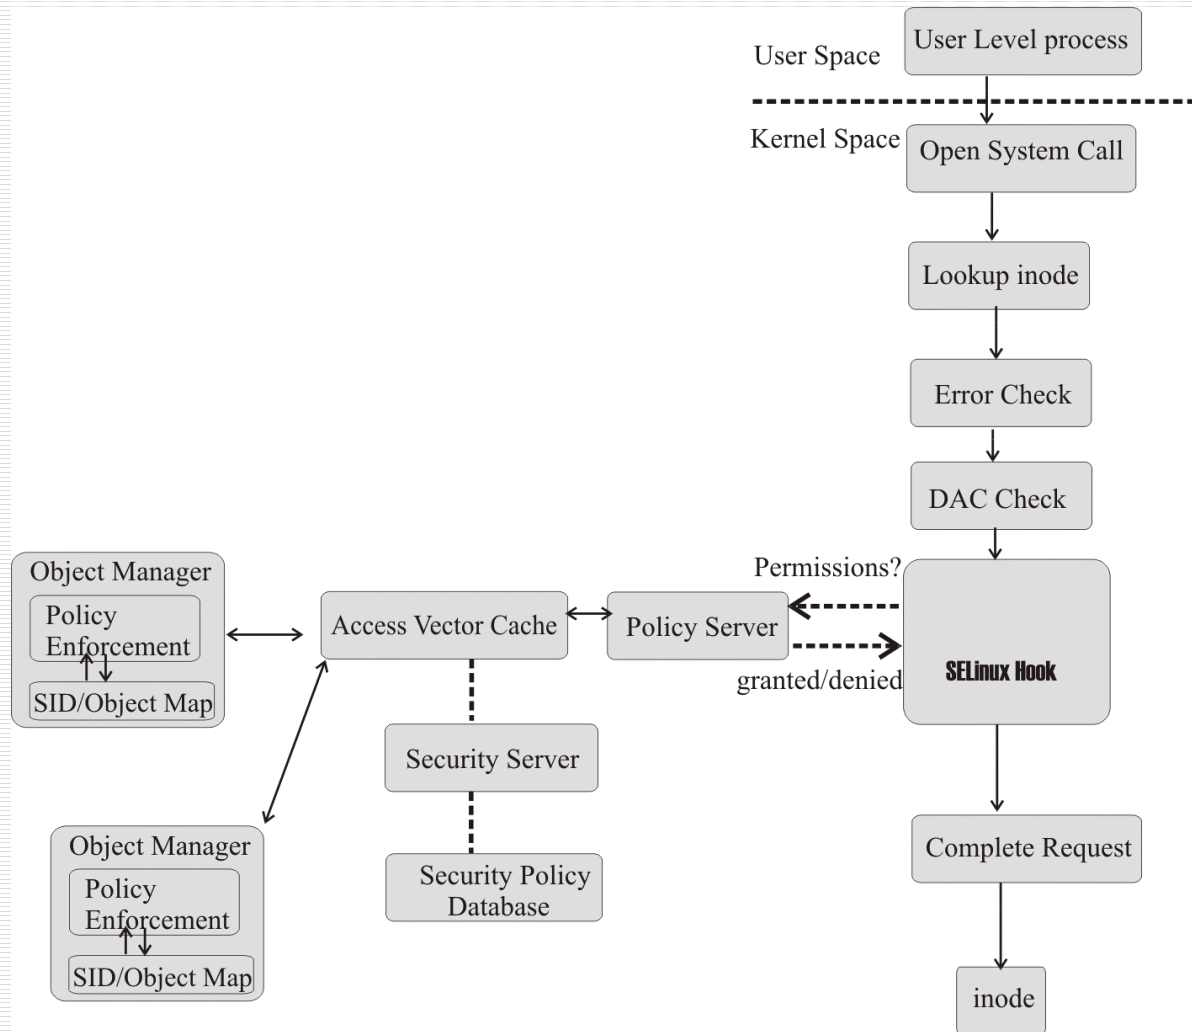 User Level process
User Space
Kernel Space
Open System Call
Lookup inode
Error Check
DAC Check
Permissions?
granted/denied
SELinux Hook
Policy Server
Access Vector Cache
Object Manager
Policy
Enforcement
SID/Object Map
Security Server
Security Policy
Database
Object Manager
Policy
Enforcement
SID/Object Map
Complete Request
inode